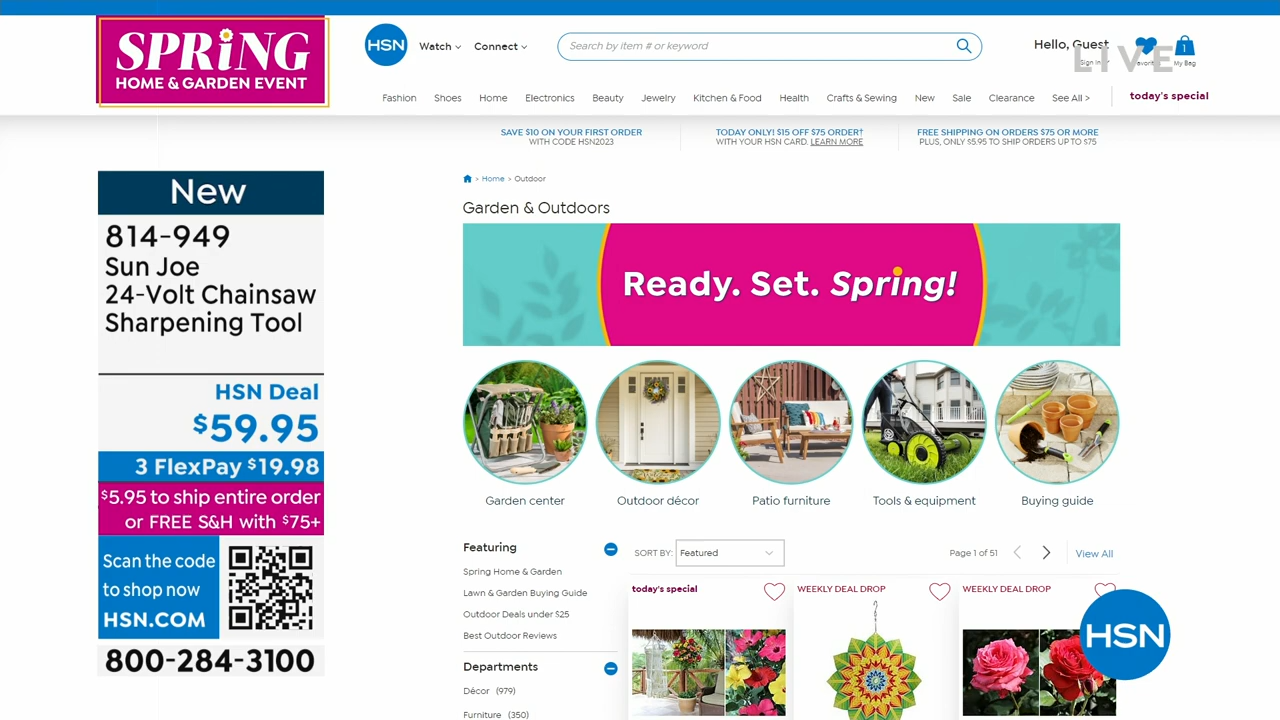 SPRiNG
HOME & GARDEN EVENT
HSN
Watch
Connect
Search by item # or keyword
Hello, Guest
Sign In
Favorit
1
My Bag
LIVE
Fashion
Shoes
Home
Electronics
Beauty
Jewelry
Kitchen & Food
Health
Crafts & Sewing
New
Sale
Clearance
See All >
today's special
SAVE $10 ON YOUR FIRST ORDER
WITH CODE HSN2023
TODAY ONLY! $15 OFF $75 ORDER†
WITH YOUR HSN CARD. LEARN MORE
FREE SHIPPING ON ORDERS $75 OR MORE
PLUS, ONLY $5.95 TO SHIP ORDERS UP TO $75
New
814-949
Sun Joe
24-Volt Chainsaw
Sharpening Tool
HSN Deal
$59.95
3 FlexPay $19.98
$5.95 to ship entire order
or FREE S&H with $75+
Scan the code
to shop now
HSN.COM
800-284-3100
> Home > Outdoor
Garden & Outdoors
Ready. Set. Spring!
Garden center
Outdoor décor
Patio furniture
Tools & equipment
Buying guide
Featuring
Spring Home & Garden
Lawn & Garden Buying Guide
Outdoor Deals under $25
Best Outdoor Reviews
Departments
Décor (979)
Furniture (350)
SORT BY:
Featured
Page 1 of 51
View All
today's special
WEEKLY DEAL DROP
WEEKLY DEAL DROP
HSN